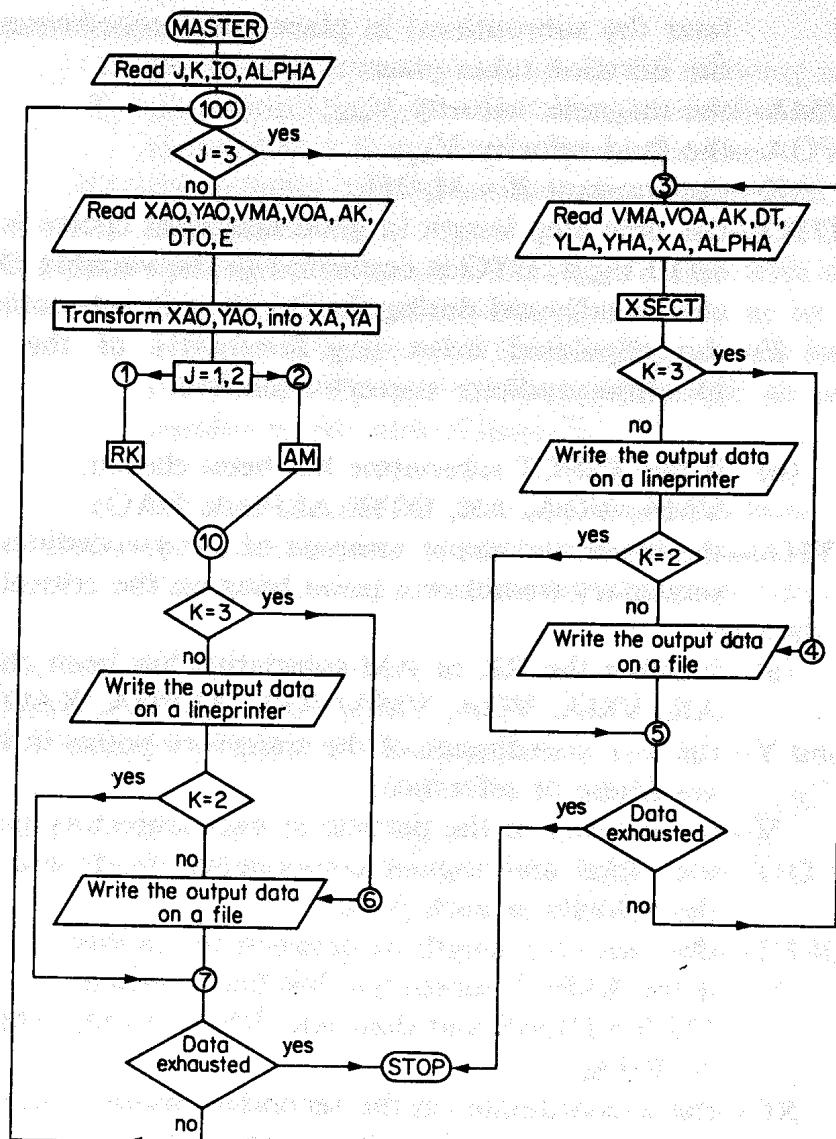 MASTER
Read J,K,IO,ALPHA
100
J=3
yes
no
Read XAO,YAO,VMA,VOA,AK,
DTO,E
Transform XAO,YAO, into XA,YA
1
J=1,2
2
RK
AM
10
K=3
yes
no
Write the output data
on a lineprinter
yes
K=2
no
Write the output data
on a file
6
7
Data
exhausted
yes
STOP
no
3
Read VMA,VOA,AK,DT,
YLA,YHA,XA,ALPHA
XSECT
K=3
yes
no
Write the output data
on a lineprinter
yes
K=2
no
Write the output data
on a file
4
5
yes
Data
exhausted
no